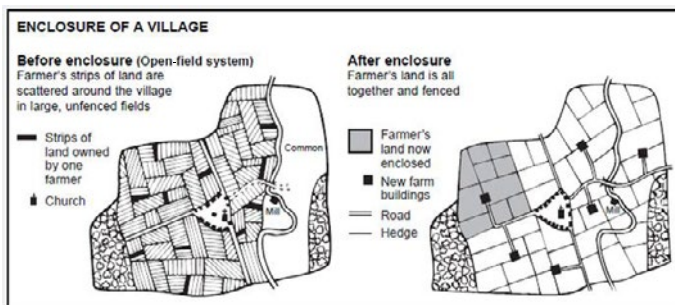 ENCLOSURE OF A VILLAGE
Before enclosure (Open-field system)
Farmer's strips of land are
scattered around the village
in large, unfenced fields
Strips of
land owned
by one
farmer
Church
Common
Mill
After enclosure
Farmer's land is all
together and fenced
Farmer's
land now
enclosed
New farm
buildings
Road
Hedge
Mill